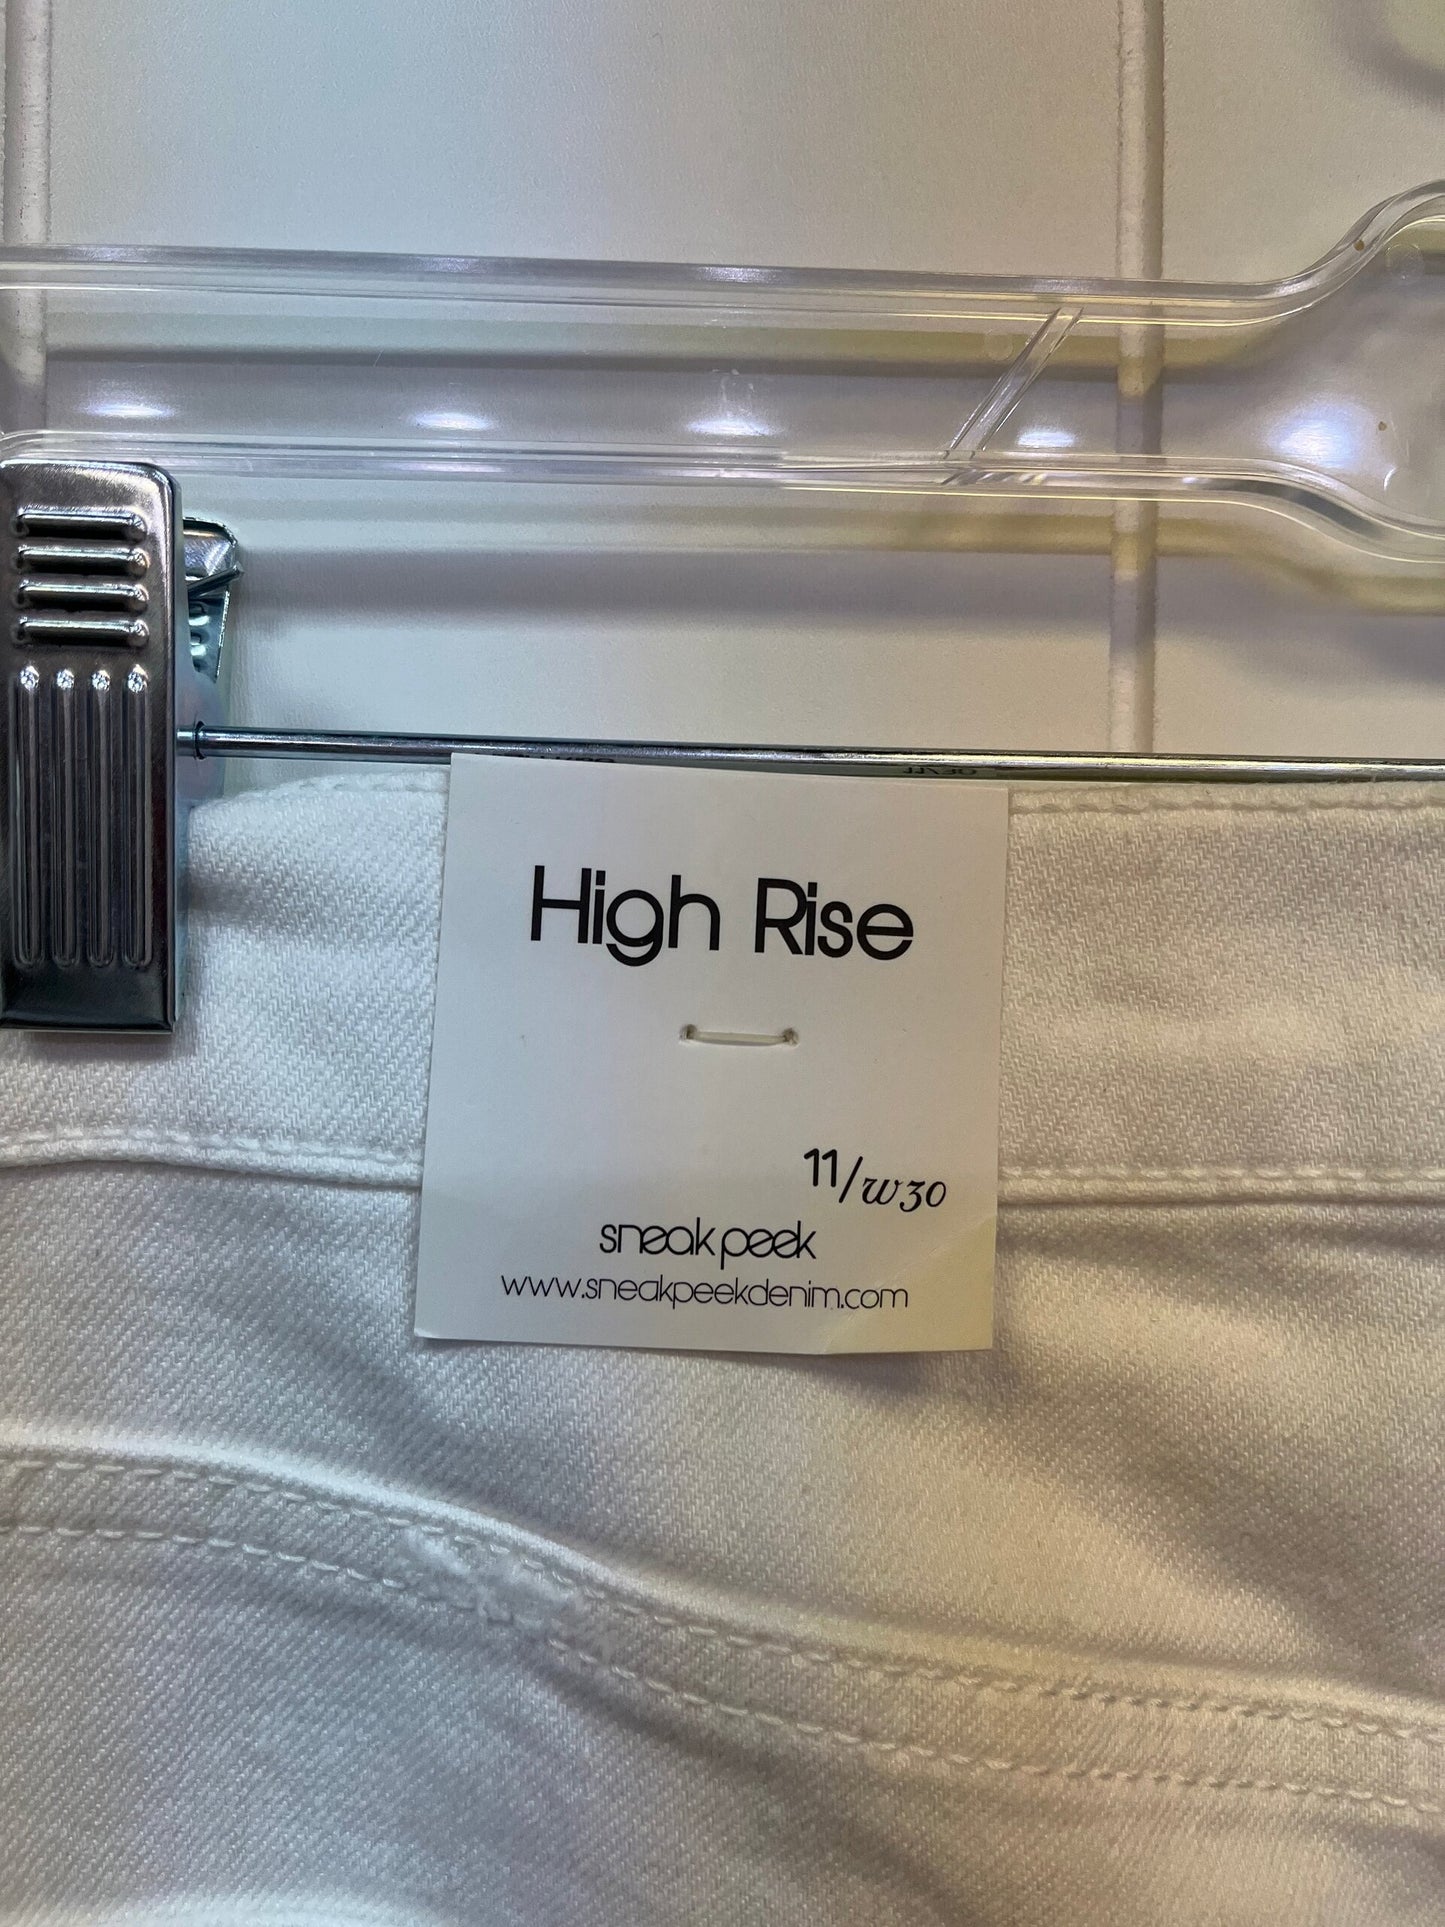 High Rise
11/w30
sneak peek
www.sneakpeekdenim.com